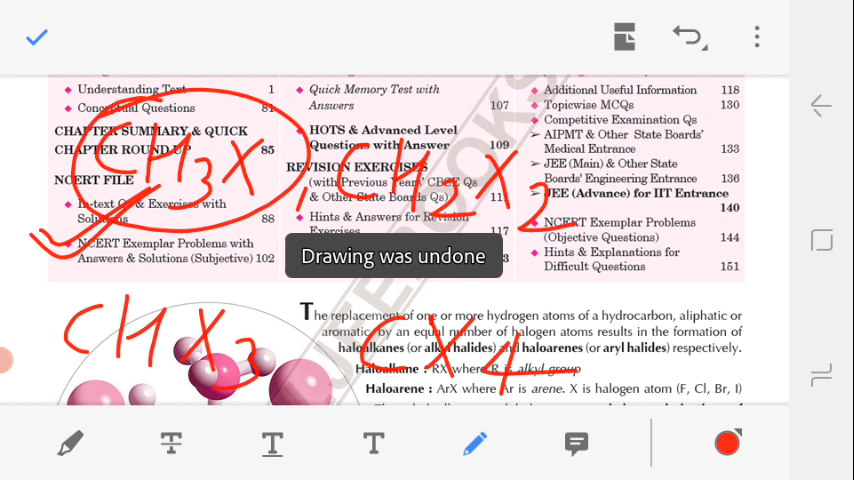 Understanding Text 1
Conceptual Questions 81
CHAPTER SUMMARY & QUICK
CHAPTER ROUND UP 85
NCERT FILE
In-text Qs & Exercises with
Solutions 88
NCERT Exemplar Problems with
Answers & Solutions (Subjective) 102
Quick Memory Test with
Answers 107
HOTS & Advanced Level
Questions with Answer 109
REVISION EXERCISES
(with Previous Years' CBSE Qs
& Other State Boards Qs) 11
Hints & Answers for Revision
Exercises 117
3
Additional Useful Information 118
Topicwise MCQs 130
Competitive Examination Qs
➢ AIPMT & Other State Boards'
Medical Entrance 133
➢ JEE (Main) & Other State
Boards' Engineering Entrance 136
➢ JEE (Advance) for IIT Entrance
140
NCERT Exemplar Problems
(Objective Questions) 144
Hints & Explanations for
Difficult Questions 151
CH3X
CH2X2
Drawing was undone
CHX3
CX4
The replacement of one or more hydrogen atoms of a hydrocarbon, aliphatic or
aromatic, by an equal number of halogen atoms results in the formation of
haloalkanes (or alkyl halides) and haloarenes (or aryl halides) respectively.
Haloalkane : RX where R is alkyl group
Haloarene : ArX where Ar is arene. X is halogen atom (F, Cl, Br, I)